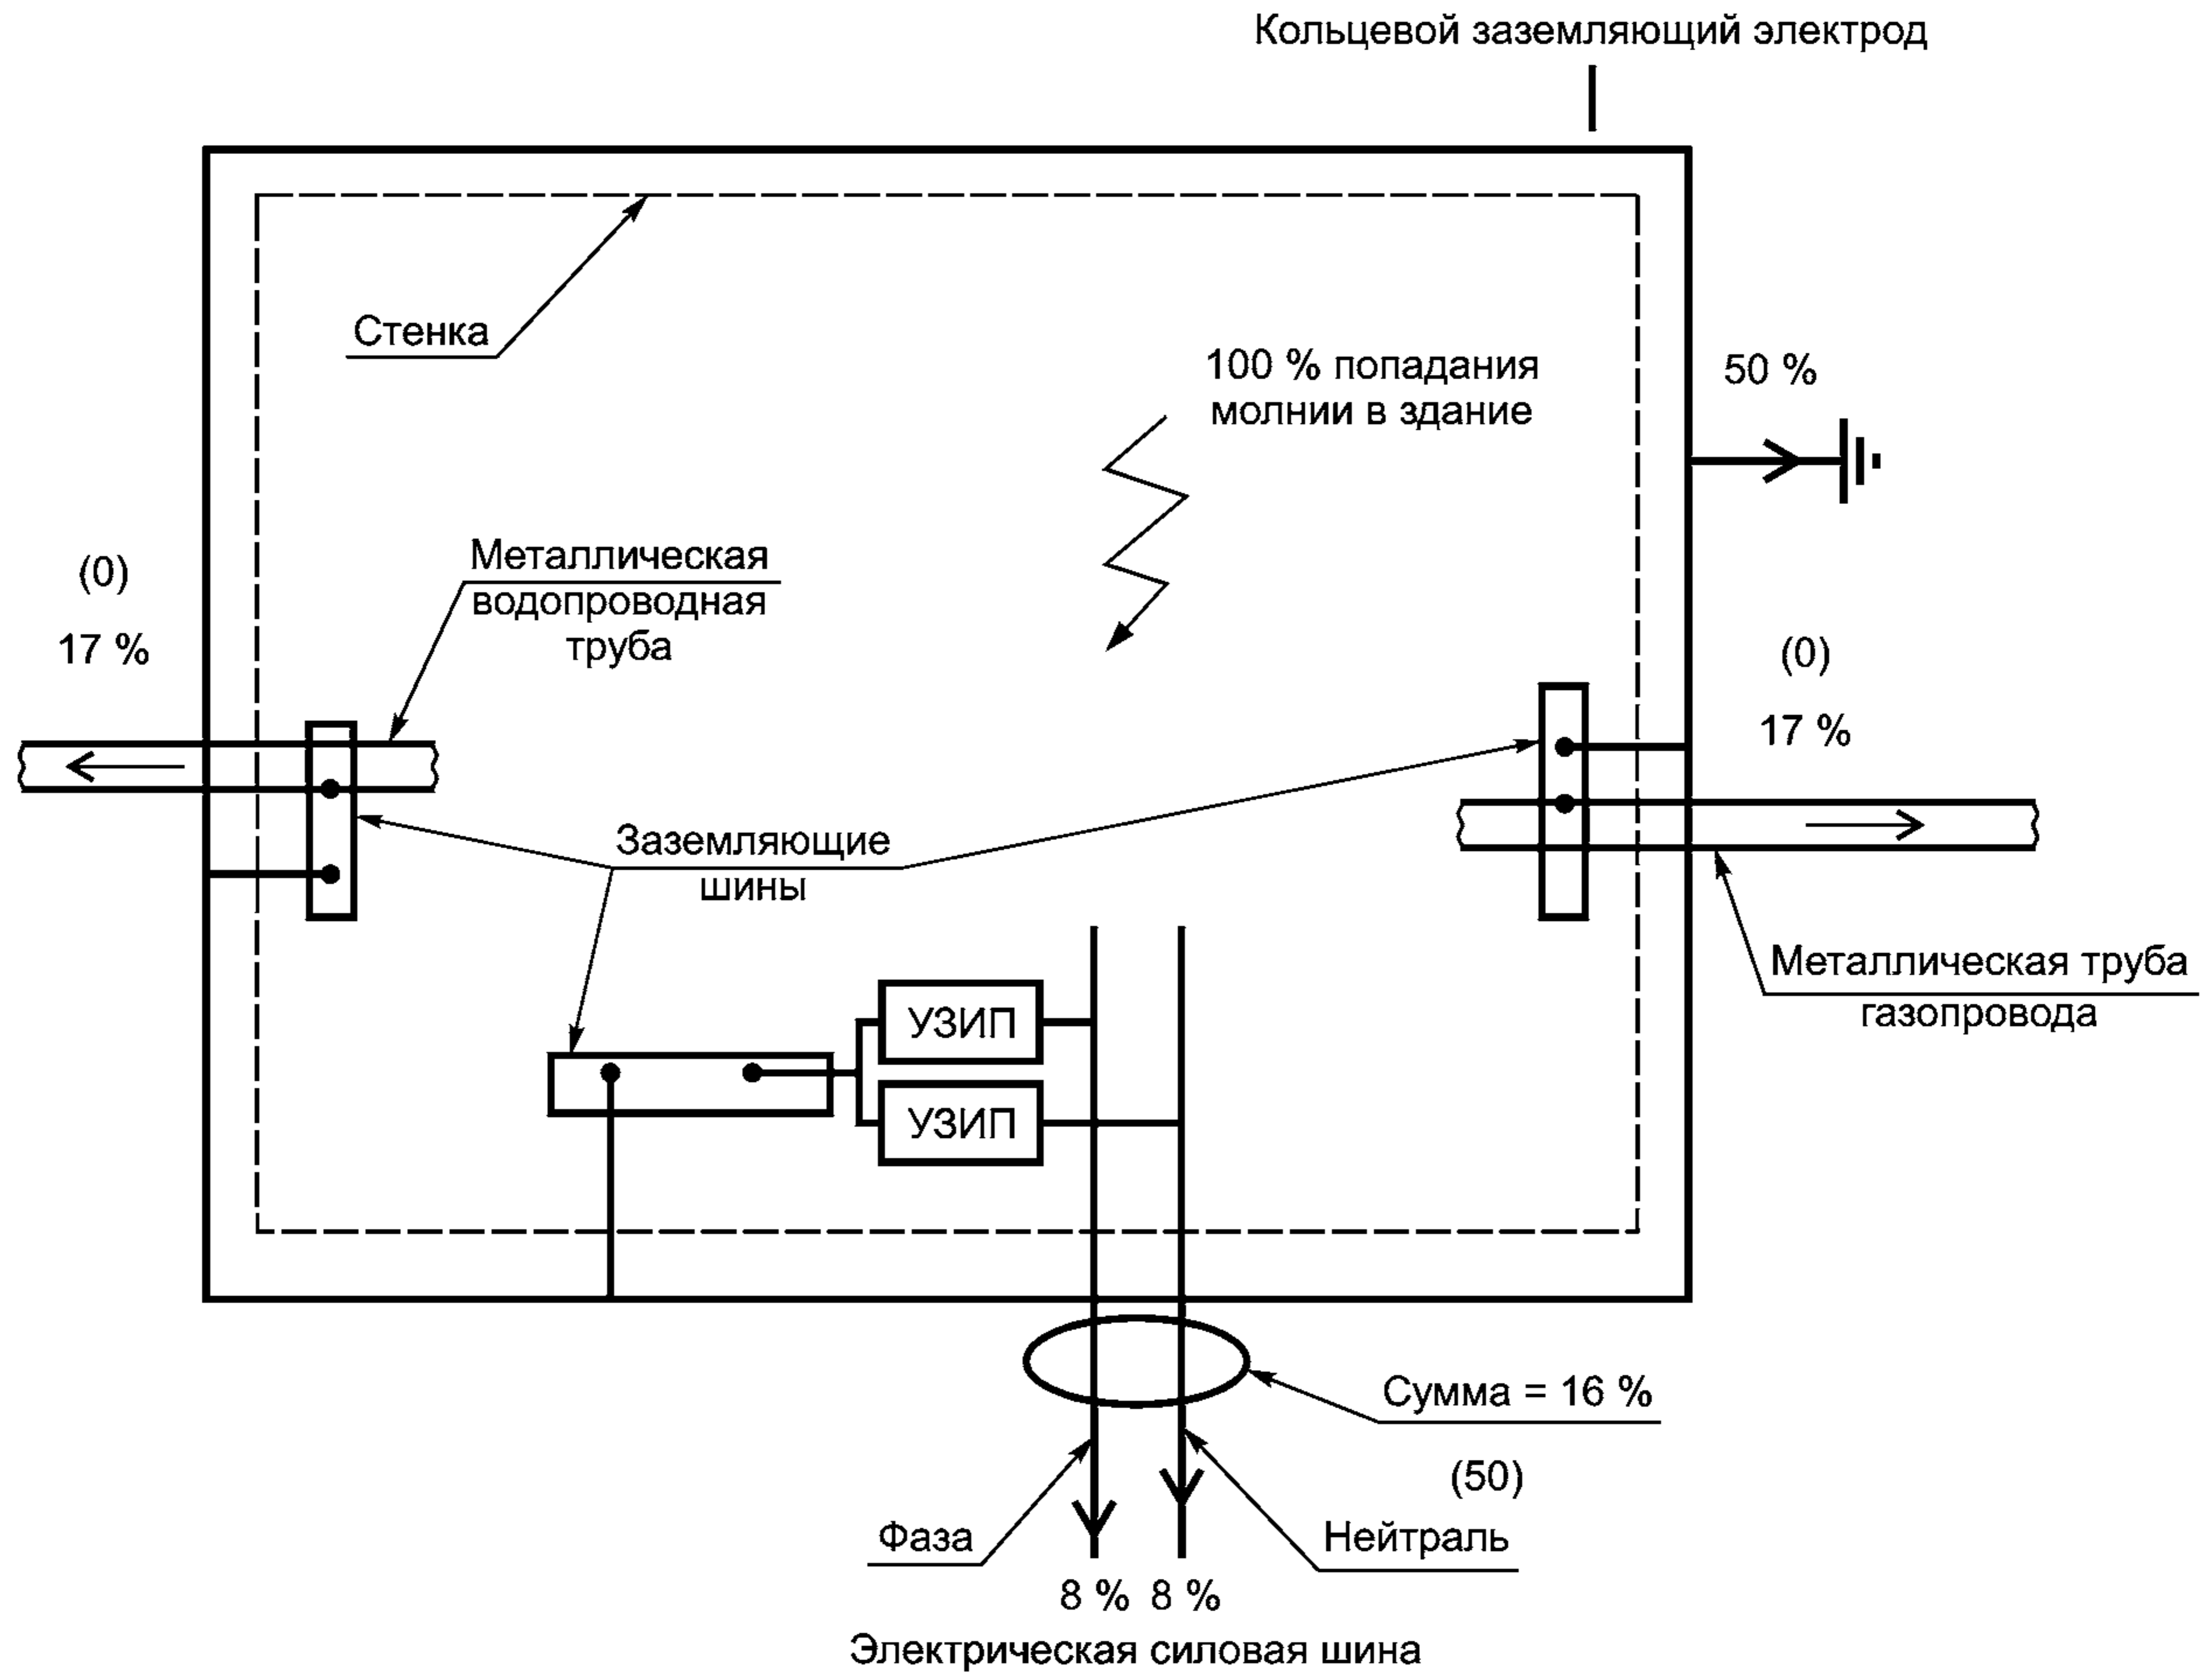 Кольцевой заземляющий электрод
Стенка
100 % попадания
молнии в здание
50 %
(0)
17 %
Металлическая
водопроводная
труба
(0)
17 %
Заземляющие
шины
Металлическая труба
газопровода
УЗИП
УЗИП
Сумма = 16 %
(50)
Фаза
Нейтраль
8 % 8 %
Электрическая силовая шина